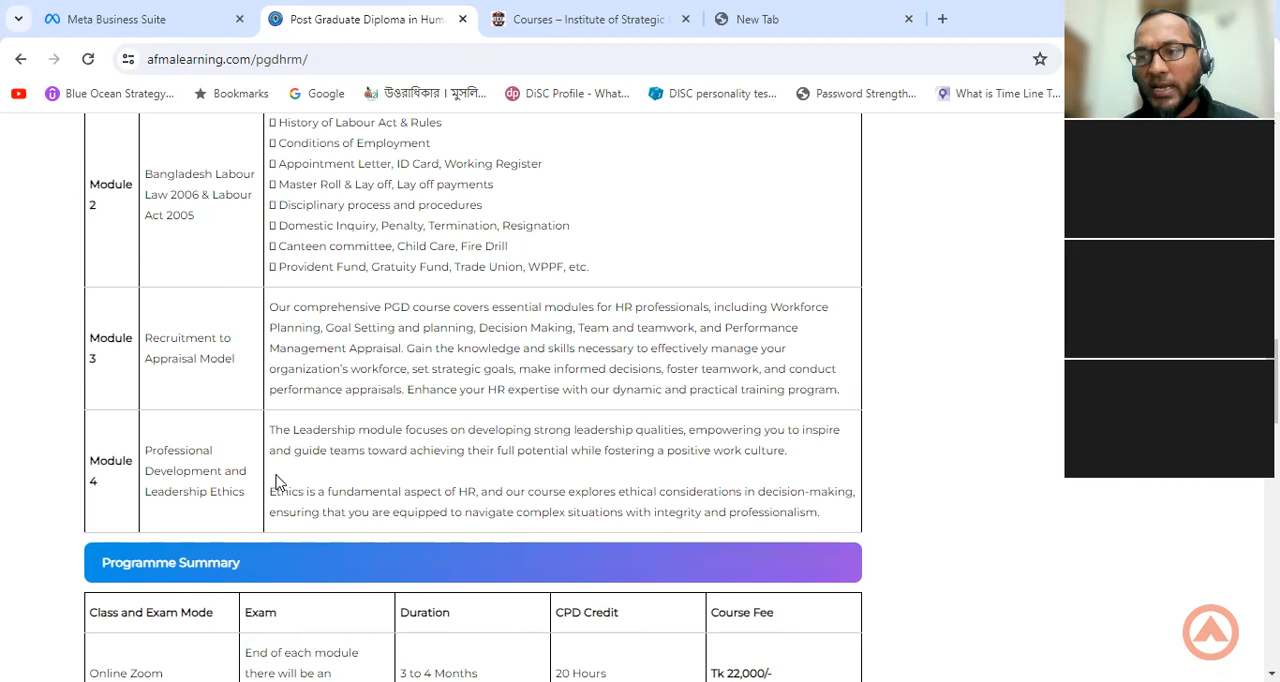 Meta Business Suite
Post Graduate Diploma in Hum
Courses – Institute of Strategic
New Tab
afmalearning.com/pgdhrm/
Blue Ocean Strategy...
Bookmarks
Google
উত্তরাধিকার । মুসলি...
DiSC Profile - What...
DISC personality tes...
Password Strength...
What is Time Line T...
Module 
2
Bangladesh Labour
Law 2006 & Labour
Act 2005
History of Labour Act & Rules
Conditions of Employment
Appointment Letter, ID Card, Working Register
Master Roll & Lay off, Lay off payments
Disciplinary process and procedures
Domestic Inquiry, Penalty, Termination, Resignation
Canteen committee, Child Care, Fire Drill
Provident Fund, Gratuity Fund, Trade Union, WPPF, etc.
Module
3
Recruitment to
Appraisal Model
Our comprehensive PGD course covers essential modules for HR professionals, including Workforce
Planning, Goal Setting and planning, Decision Making, Team and teamwork, and Performance
Management Appraisal. Gain the knowledge and skills necessary to effectively manage your
organization's workforce, set strategic goals, make informed decisions, foster teamwork, and conduct
performance appraisals. Enhance your HR expertise with our dynamic and practical training program.
Module
4
Professional
Development and
Leadership Ethics
The Leadership module focuses on developing strong leadership qualities, empowering you to inspire
and guide teams toward achieving their full potential while fostering a positive work culture.
Ethics is a fundamental aspect of HR, and our course explores ethical considerations in decision-making,
ensuring that you are equipped to navigate complex situations with integrity and professionalism.
Programme Summary
Class and Exam Mode
Exam
Duration
CPD Credit
Course Fee
Online Zoom
End of each module
there will be an
3 to 4 Months
20 Hours
Tk 22,000/-